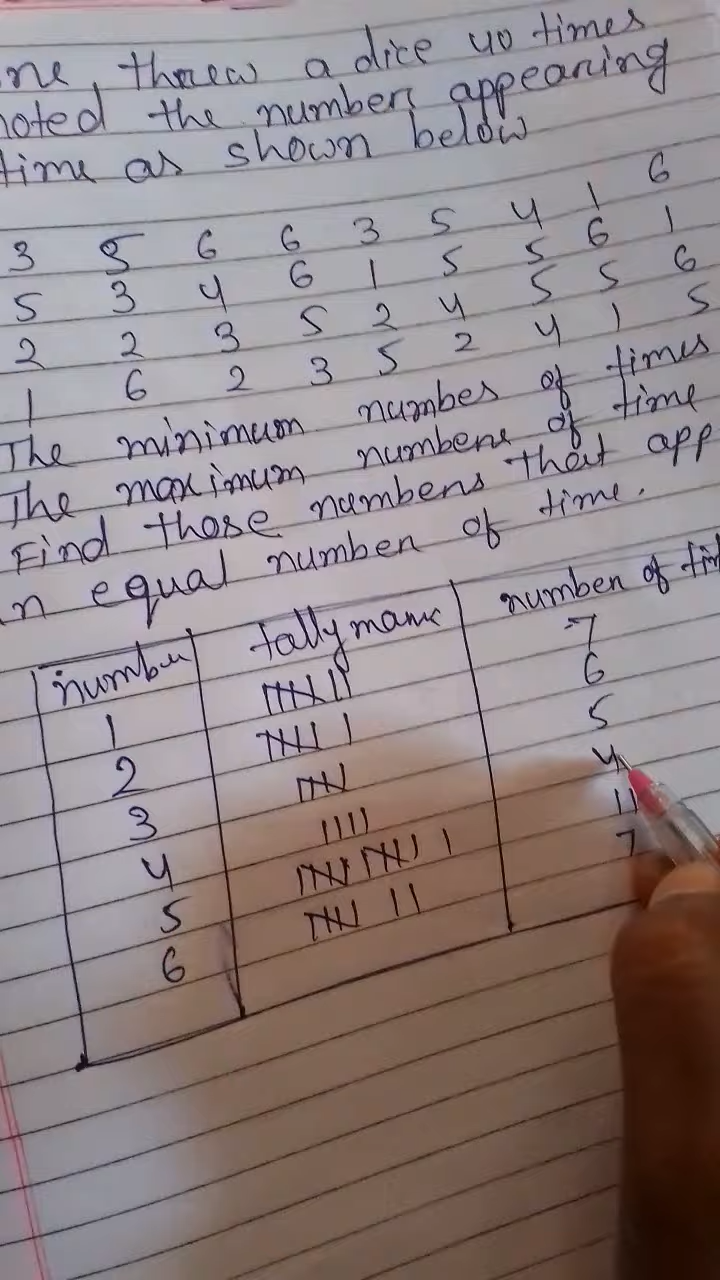 ne, threw a dice 40 times
noted the number appearing
time as shown below
3 5 6 6 3 5 4 1 6
5 3 4 6 1 5 5 6 1
2 2 3 5 2 4 5 5 6
1 6 2 3 5 2 4 1 5
The minimum number of times
The maximum numbers of time
Find those numbers that app
n equal number of time.
number tally mark number of tim
1 𝍸|| 7
2 𝍸| 6
3 𝍸 5
4 |||| 4
5 𝍸 𝍸 | 11
6 𝍸 || 7